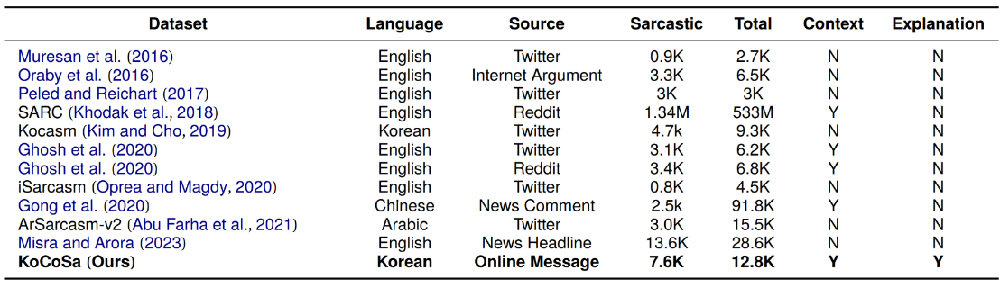 Dataset Language Source Sarcastic Total Context Explanation
Muresan et al. (2016) English Twitter 0.9K 2.7K N N
Oraby et al. (2016) English Internet Argument 3.3K 6.5K N N
Peled and Reichart (2017) English Twitter 3K 3K N N
SARC (Khodak et al., 2018) English Reddit 1.34M 533M Y N
Kocasm (Kim and Cho, 2019) Korean Twitter 4.7k 9.3K N N
Ghosh et al. (2020) English Twitter 3.1K 6.2K Y N
Ghosh et al. (2020) English Reddit 3.4K 6.8K Y N
iSarcasm (Oprea and Magdy, 2020) English Twitter 0.8K 4.5K N N
Gong et al. (2020) Chinese News Comment 2.5k 91.8K Y N
ArSarcasm-v2 (Abu Farha et al., 2021) Arabic Twitter 3.0K 15.5K N N
Misra and Arora (2023) English News Headline 13.6K 28.6K N N
KoCoSa (Ours) Korean Online Message 7.6K 12.8K Y Y